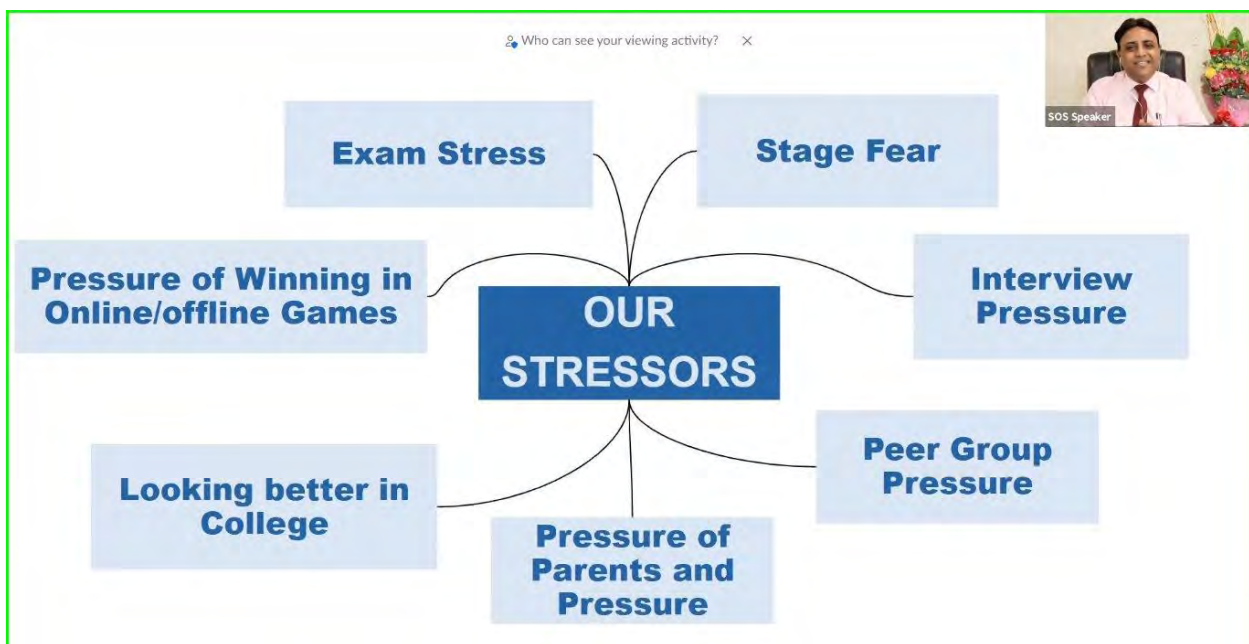 Who can see your viewing activity?
SOS Speaker
Exam Stress
Stage Fear
Pressure of Winning in
Online/offline Games
Interview
Pressure
OUR
STRESSORS
Peer Group
Pressure
Looking better in
College
Pressure of
Parents and
Pressure